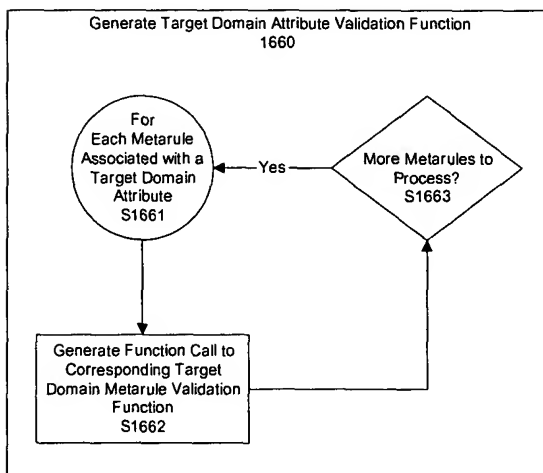 Generate Target Domain Attribute Validation Function
1660
For
Each Metarule
Associated with a
Target Domain
Attribute
S1661
Yes
More Metarules to
Process?
S1663
Generate Function Call to
Corresponding Target
Domain Metarule Validation
Function
S1662